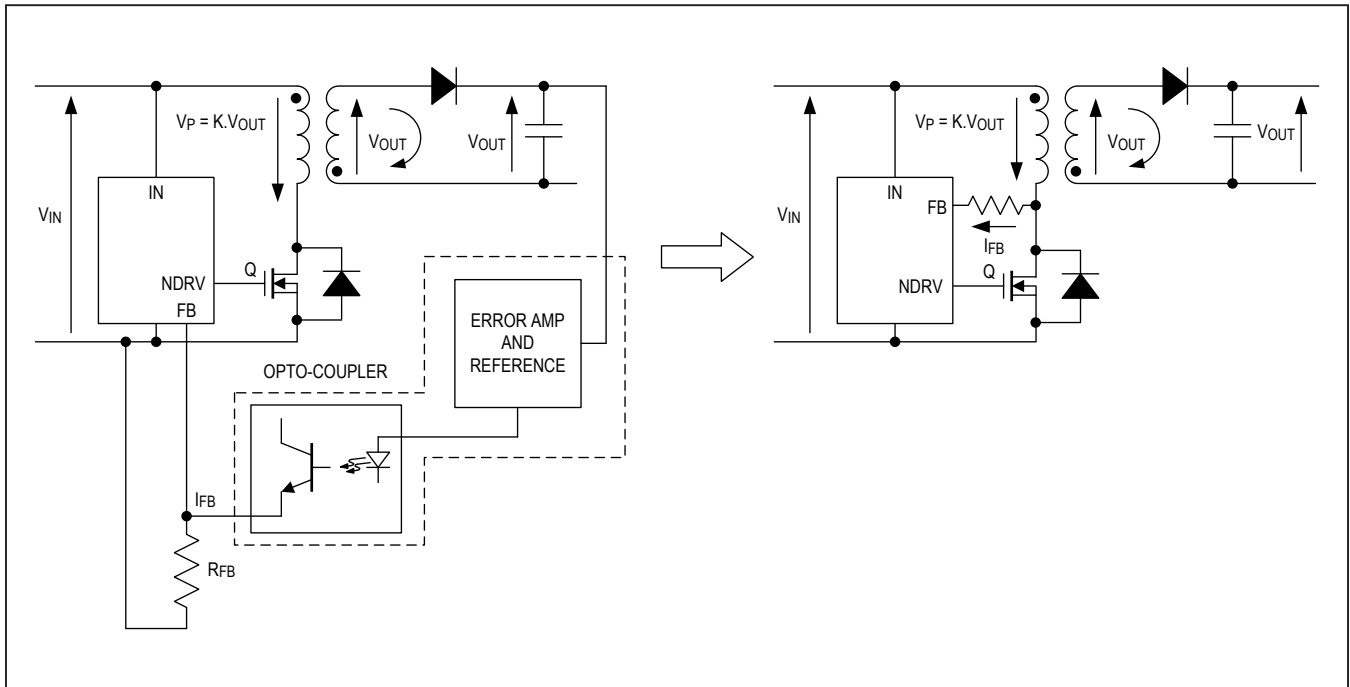 VP = K.VOUT
VOUT
VOUT
VIN
IN
NDRV
FB
Q
OPTO-COUPLER
ERROR AMP
AND
REFERENCE
IFB
RFB
VP = K.VOUT
VOUT
VOUT
VIN
IN
FB
IFB
NDRV
Q